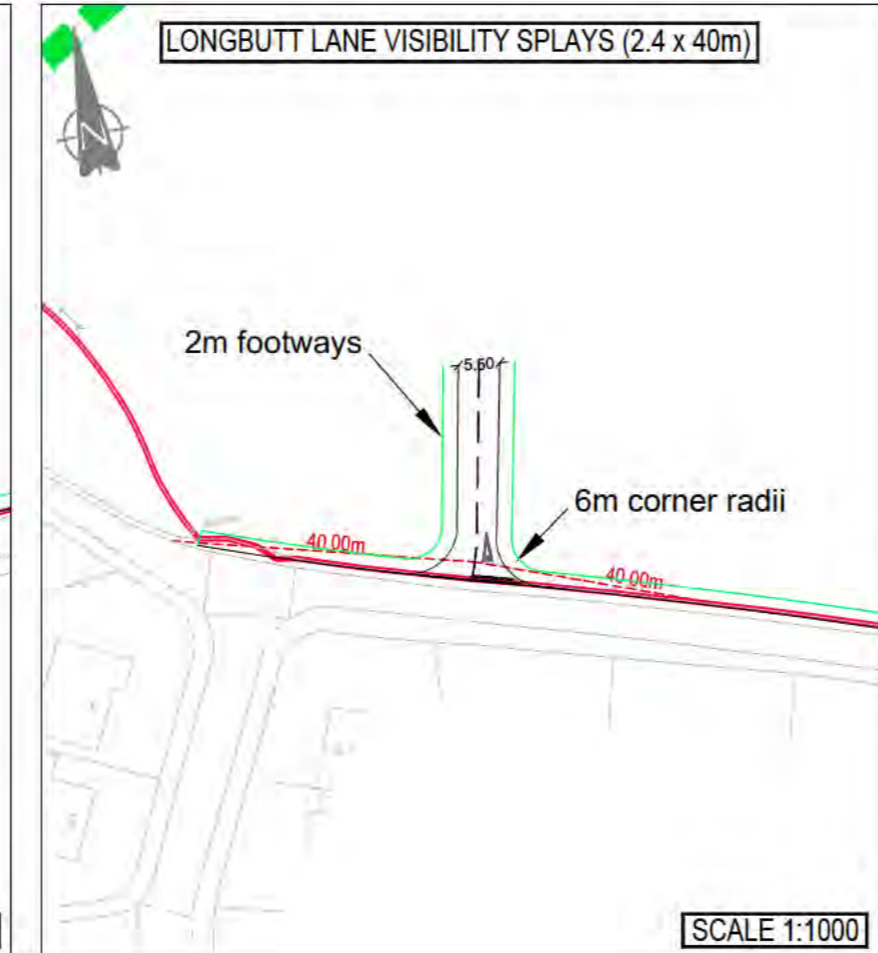 LONGBUTT LANE VISIBILITY SPLAYS (2.4 x 40m)
N
2m footways
5.50
6m corner radii
40.00m
40.00m
SCALE 1:1000